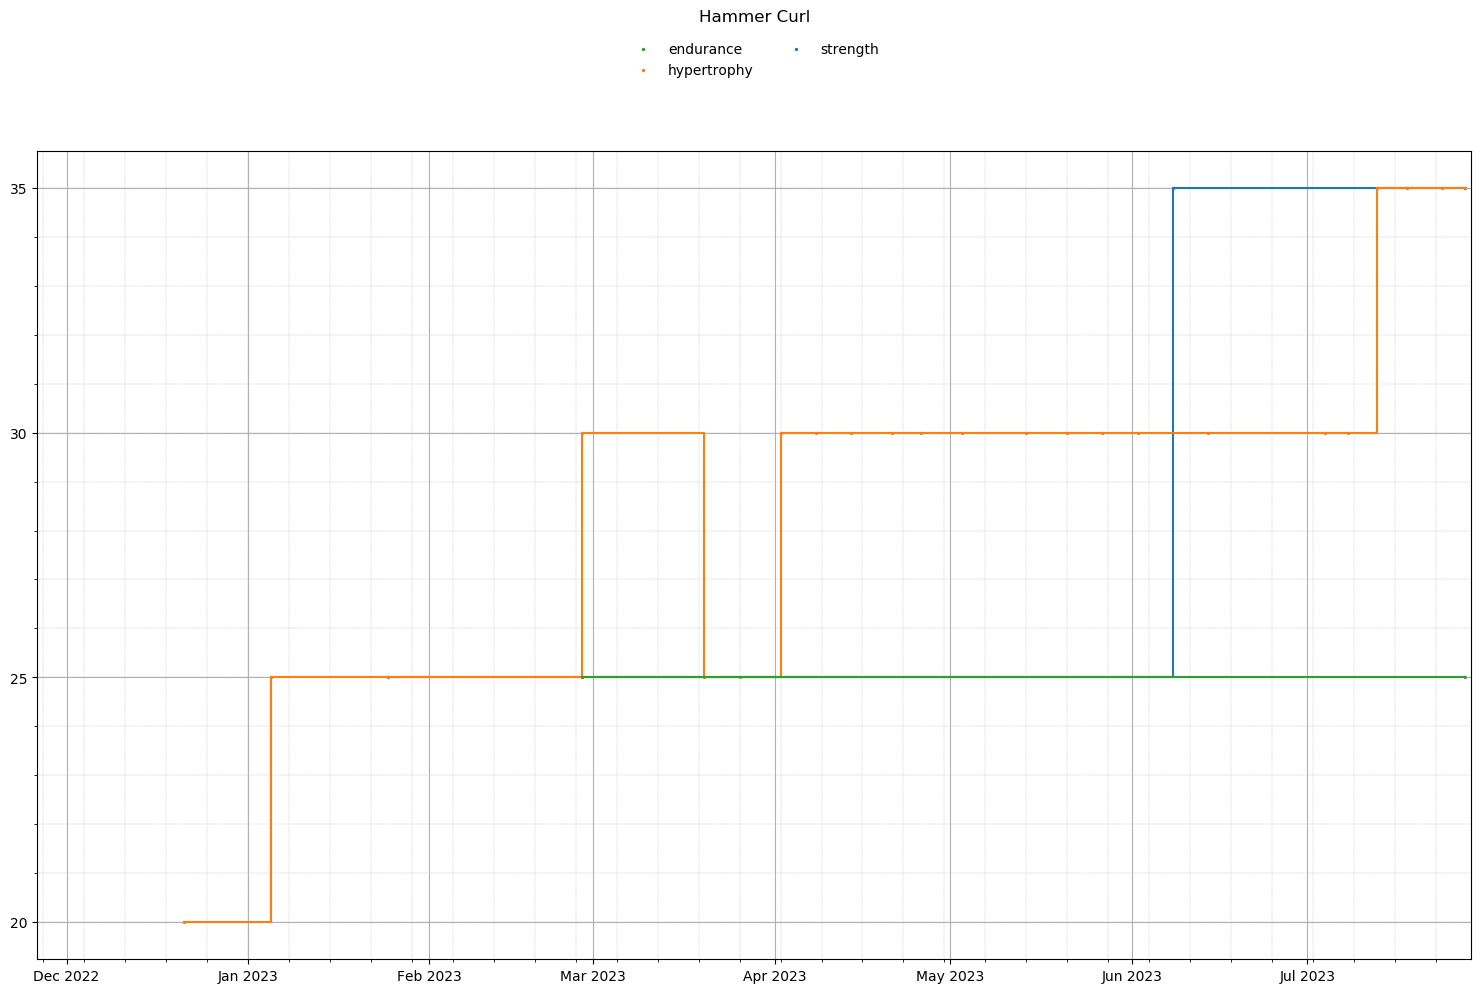 Hammer Curl
endurance
hypertrophy
strength
35
30
25
20
Dec 2022
Jan 2023
Feb 2023
Mar 2023
Apr 2023
May 2023
Jun 2023
Jul 2023